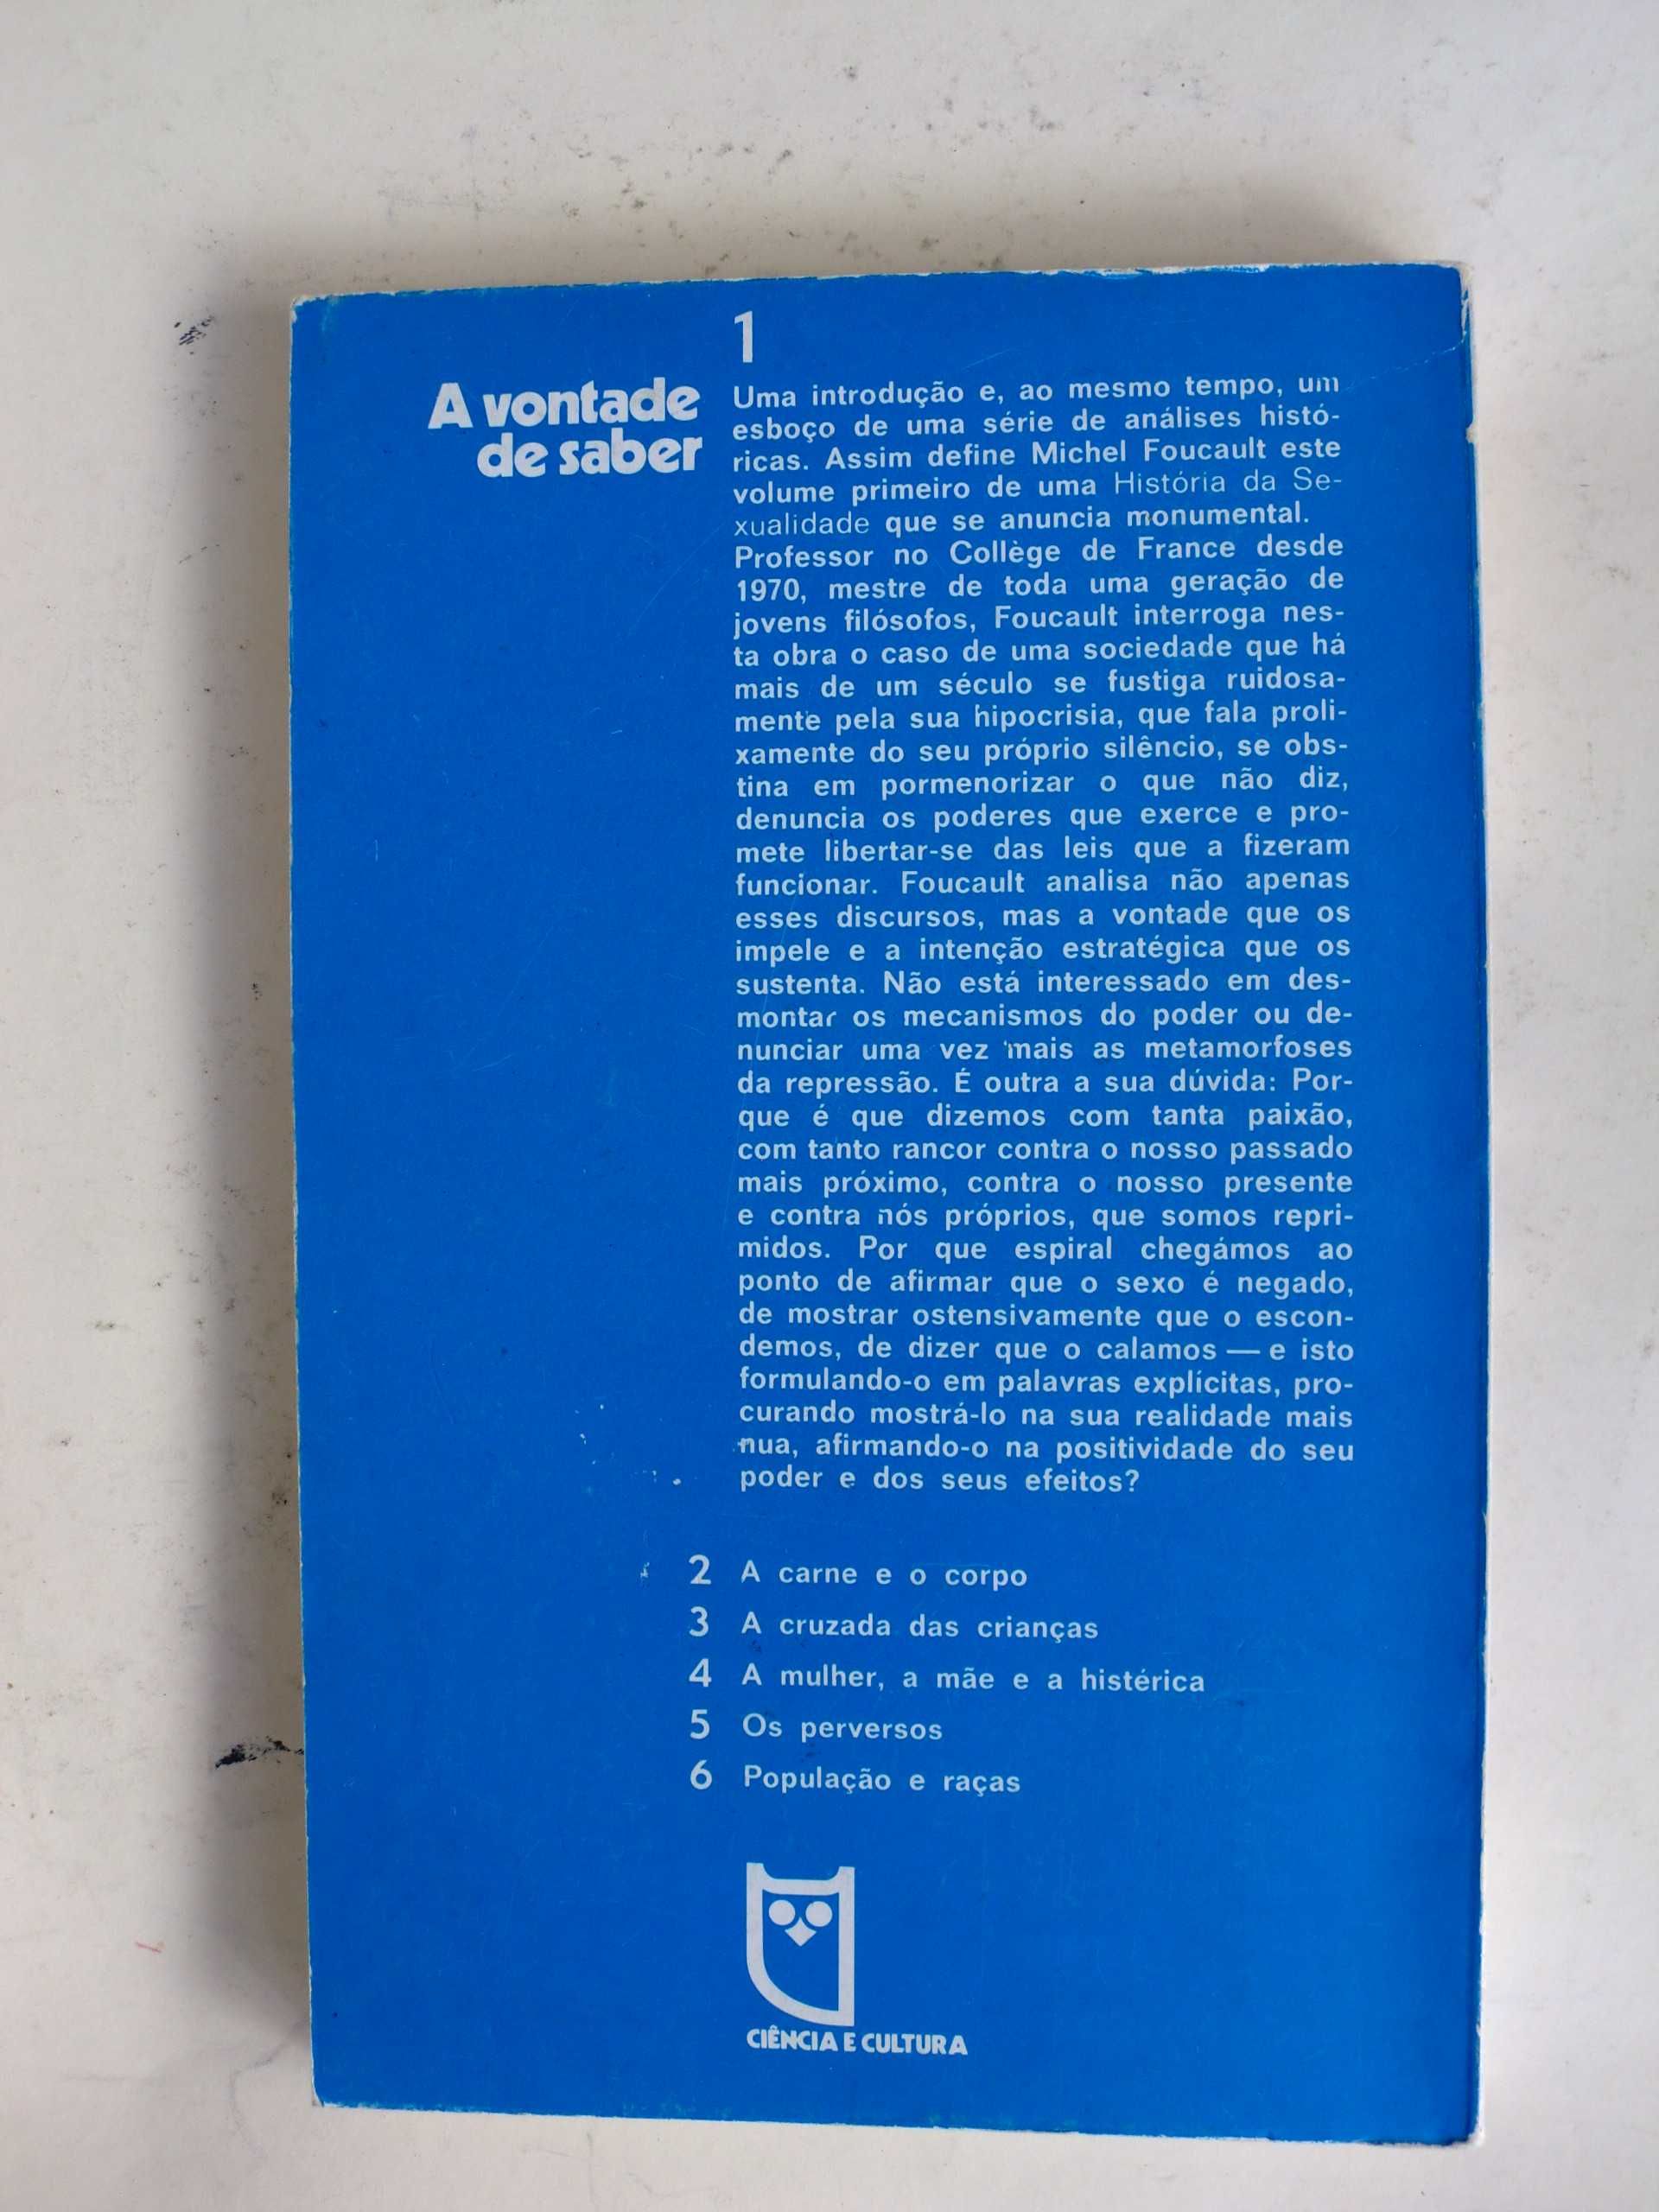 1
A vontade
de saber
Uma introdução e, ao mesmo tempo, um
esboço de uma série de análises histó-
ricas. Assim define Michel Foucault este
volume primeiro de uma História da Se-
xualidade que se anuncia monumental.
Professor no Collège de France desde
1970, mestre de toda uma geração de
jovens filósofos, Foucault interroga nes-
ta obra o caso de uma sociedade que há
mais de um século se fustiga ruidosa-
mente pela sua hipocrisia, que fala proli-
xamente do seu próprio silêncio, se obs-
tina em pormenorizar o que não diz,
denuncia os poderes que exerce e pro-
mete libertar-se das leis que a fizeram
funcionar. Foucault analisa não apenas
esses discursos, mas a vontade que os
impele e a intenção estratégica que os
sustenta. Não está interessado em des-
montar os mecanismos do poder ou de-
nunciar uma vez mais as metamorfoses
da repressão. É outra a sua dúvida: Por-
que é que dizemos com tanta paixão,
com tanto rancor contra o nosso passado
mais próximo, contra o nosso presente
e contra nós próprios, que somos repri-
midos. Por que espiral chegámos ao
ponto de afirmar que o sexo é negado,
de mostrar ostensivamente que o escon-
demos, de dizer que o calamos — e isto
formulando-o em palavras explícitas, pro-
curando mostrá-lo na sua realidade mais
nua, afirmando-o na positividade do seu
poder e dos seus efeitos?
2 A carne e o corpo
3 A cruzada das crianças
4 A mulher, a mãe e a histérica
5 Os perversos
6 População e raças
CIÊNCIA E CULTURA